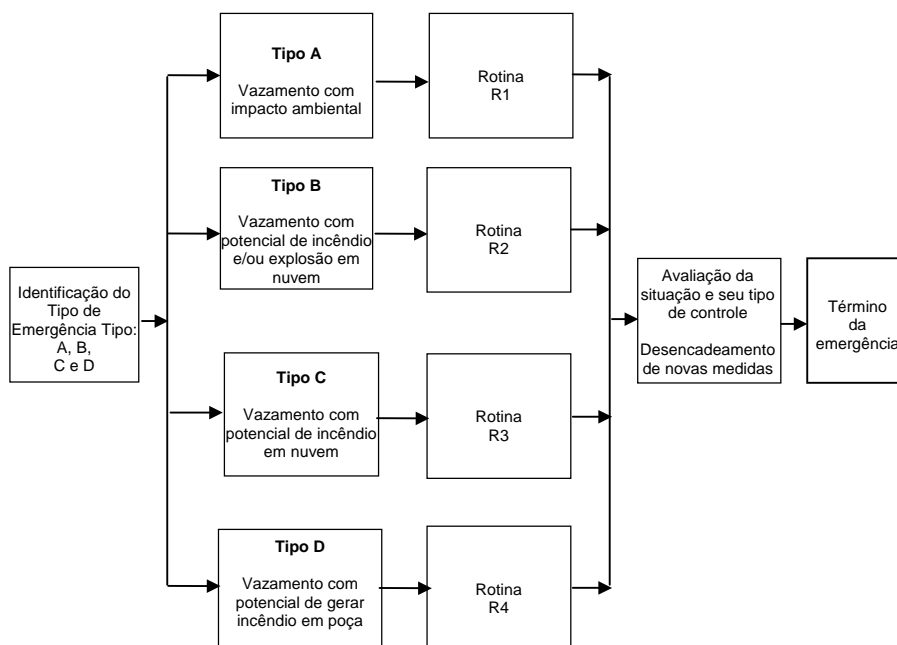 Identificação do
Tipo de
Emergência Tipo:
A, B,
C e D
Tipo A
Vazamento com
impacto ambiental
Rotina
R1
Tipo B
Vazamento com
potencial de incêndio
e/ou explosão em
nuvem
Rotina
R2
Tipo C
Vazamento com
potencial de incêndio
em nuvem
Rotina
R3
Tipo D
Vazamento com
potencial de gerar
incêndio em poça
Rotina
R4
Avaliação da
situação e seu tipo
de controle
Desencadeamento
de novas medidas
Término
da
emergência